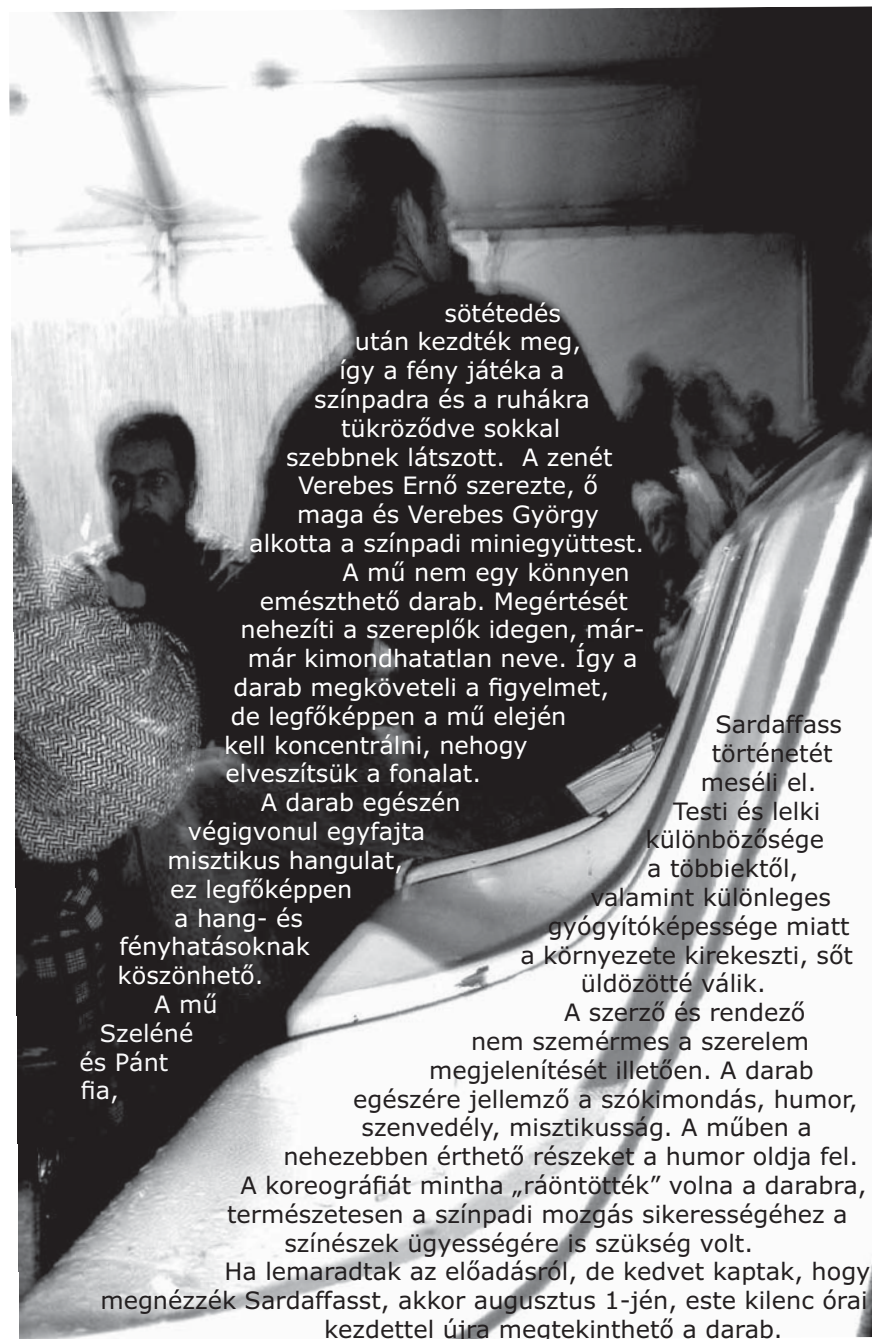 sötétedés
után kezdték meg,
így a fény játéka a
színpadra és a ruhákra
tükröződve sokkal
szebbnek látszott.  A zenét
Verebes Ernő szerezte, ő
maga és Verebes György
alkotta a színpadi miniegyüttest.
A mű nem egy könnyen
emészthető darab. Megértését
nehezíti a szereplők idegen, már-
már kimondhatatlan neve. Így a
darab megköveteli a figyelmet,
de legfőképpen a mű elején
kell koncentrálni, nehogy
elveszítsük a fonalat.
A darab egészén
végigvonul egyfajta
misztikus hangulat,
ez legfőképpen
a hang- és
fényhatásoknak
köszönhető.
A mű
Szeléné
és Pánt
fia,
Sardaffass
történetét
meséli el.
Testi és lelki
különbözősége
a többiektől,
valamint különleges
gyógyítóképessége miatt
a környezete kirekeszti, sőt
üldözötté válik.
A szerző és rendező
nem szemérmes a szerelem
megjelenítését illetően. A darab
egészére jellemző a szókimondás, humor,
szenvedély, misztikusság. A műben a
nehezebben érthető részeket a humor oldja fel.
A koreográfiát mintha „ráöntötték” volna a darabra,
természetesen a színpadi mozgás sikerességéhez a
színészek ügyességére is szükség volt.
Ha lemaradtak az előadásról, de kedvet kaptak, hogy
megnézzék Sardaffasst, akkor augusztus 1-jén, este kilenc órai
kezdettel újra megtekinthető a darab.